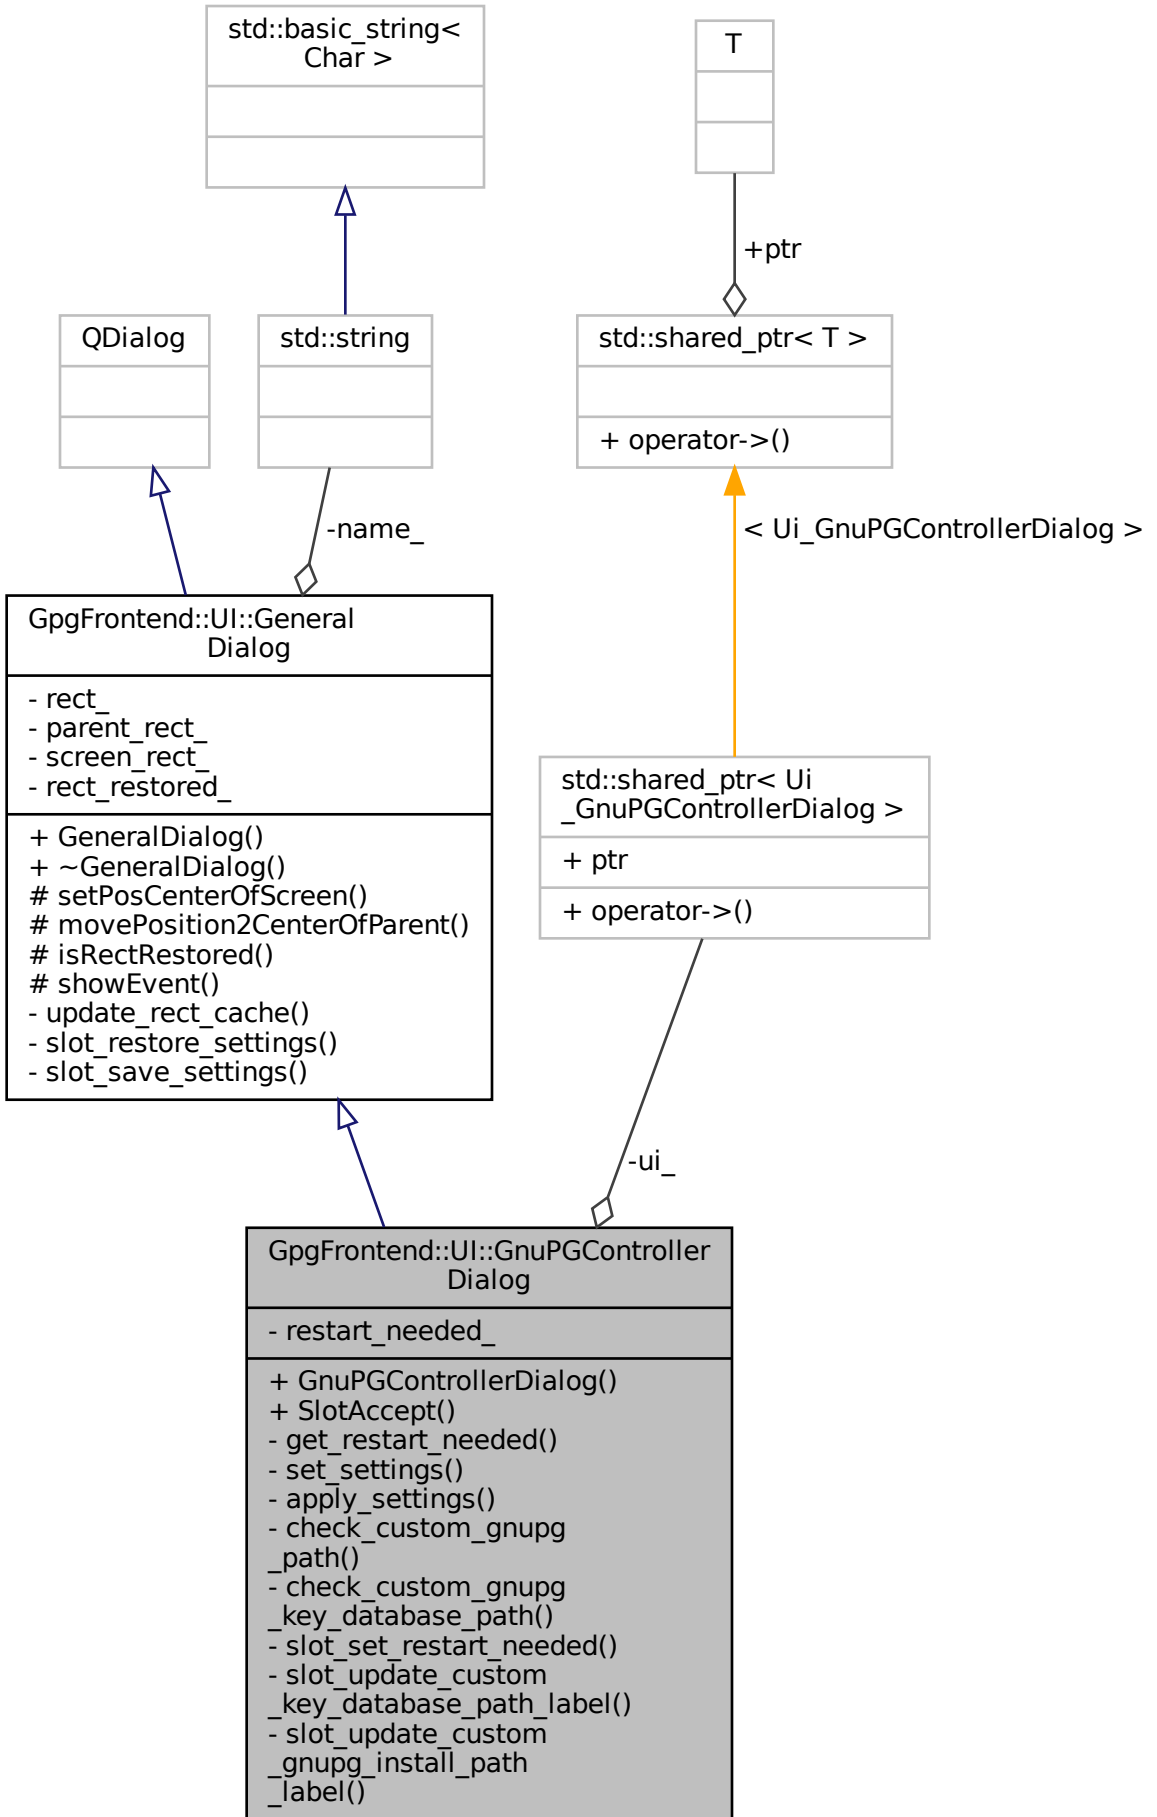 std::basic_string<
Char >
T
+ptr
QDialog
std::string
std::shared_ptr< T >
+ operator->()
-name_
< Ui_GnuPGControllerDialog >
GpgFrontend::UI::General
Dialog
- rect_
- parent_rect_
- screen_rect_
- rect_restored_
+ GeneralDialog()
+ ~GeneralDialog()
# setPosCenterOfScreen()
# movePosition2CenterOfParent()
# isRectRestored()
# showEvent()
- update_rect_cache()
- slot_restore_settings()
- slot_save_settings()
std::shared_ptr< Ui
_GnuPGControllerDialog >
+ ptr
+ operator->()
-ui_
GpgFrontend::UI::GnuPGController
Dialog
- restart_needed_
+ GnuPGControllerDialog()
+ SlotAccept()
- get_restart_needed()
- set_settings()
- apply_settings()
- check_custom_gnupg
_path()
- check_custom_gnupg
_key_database_path()
- slot_set_restart_needed()
- slot_update_custom
_key_database_path_label()
- slot_update_custom
_gnupg_install_path
_label()